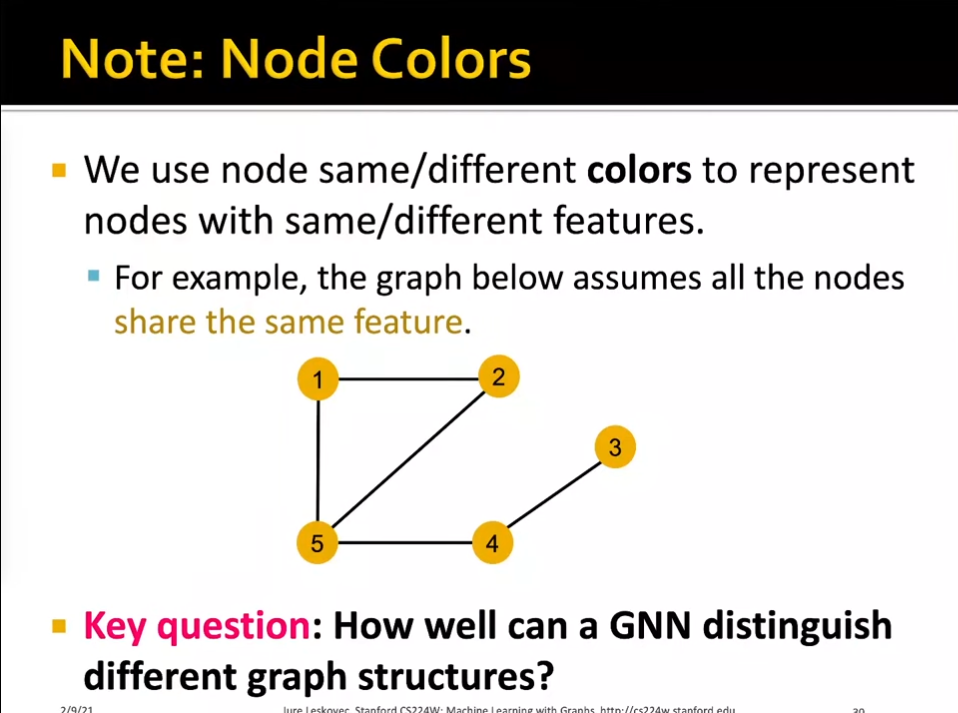 Note: Node Colors
We use node same/different colors to represent
nodes with same/different features.
For example, the graph below assumes all the nodes
share the same feature.
1
2
3
5
4
Key question: How well can a GNN distinguish
different graph structures?
2/9/21
Jure Leskovec, Stanford CS224W: Machine Learning with Graphs, http://cs224w.stanford.edu